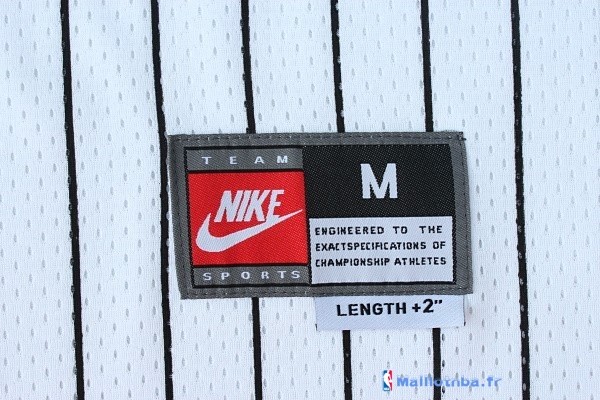 TEAM
NIKE
SPORTS
M
ENGINEERED TO THE
EXACTSPECIFICATIONS OF
CHAMPIONSHIP ATHLETES
LENGTH +2"
Maillotnba.fr